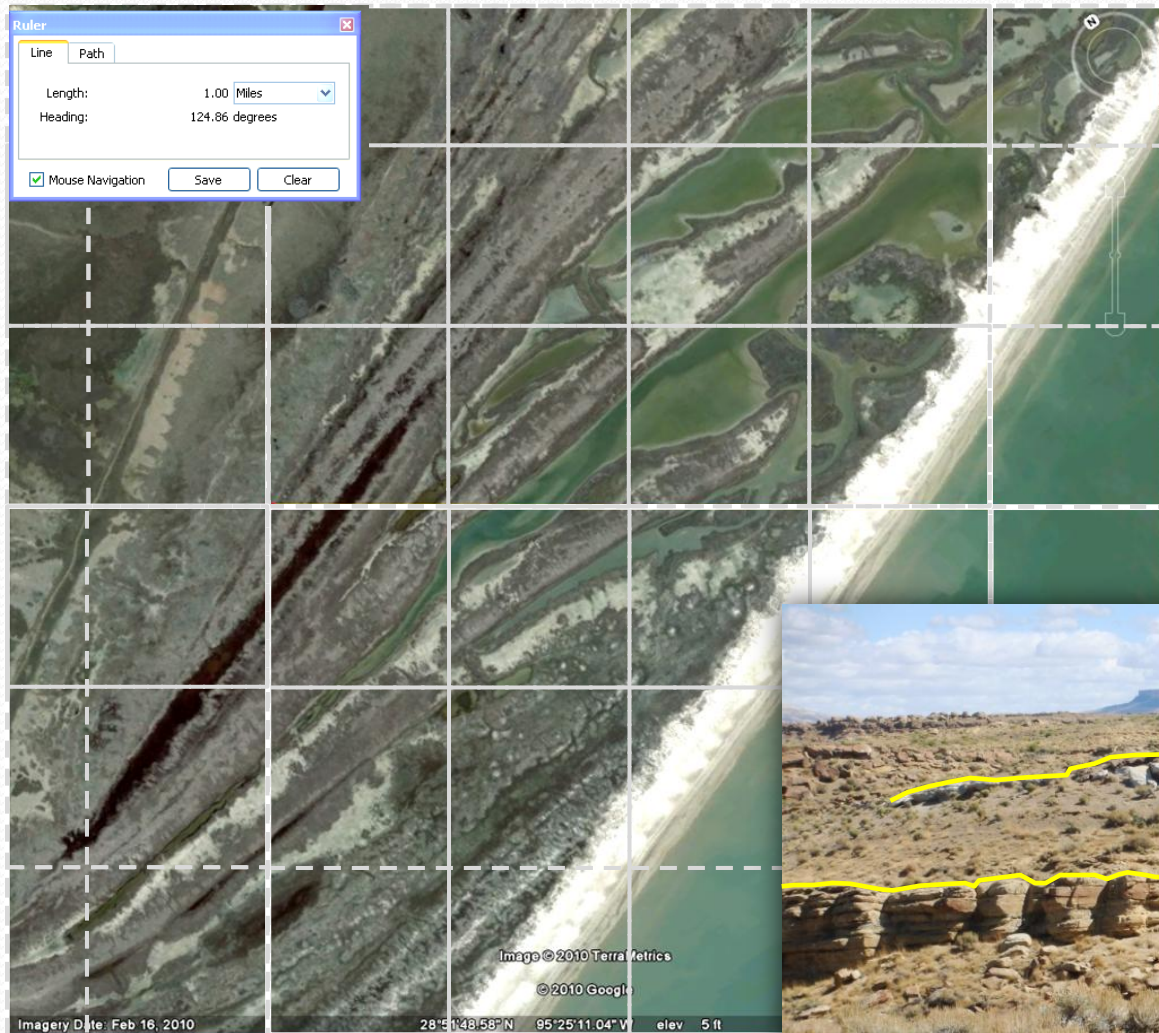 Ruler
Line Path
Length: 1.00 Miles
Heading: 124.86 degrees
Mouse Navigation Save Clear
N
Image © 2010 TerraMetrics
© 2010 Google
Imagery Date: Feb 16, 2010 28°51'48.58" N 95°25'11.04" W elev 5 ft